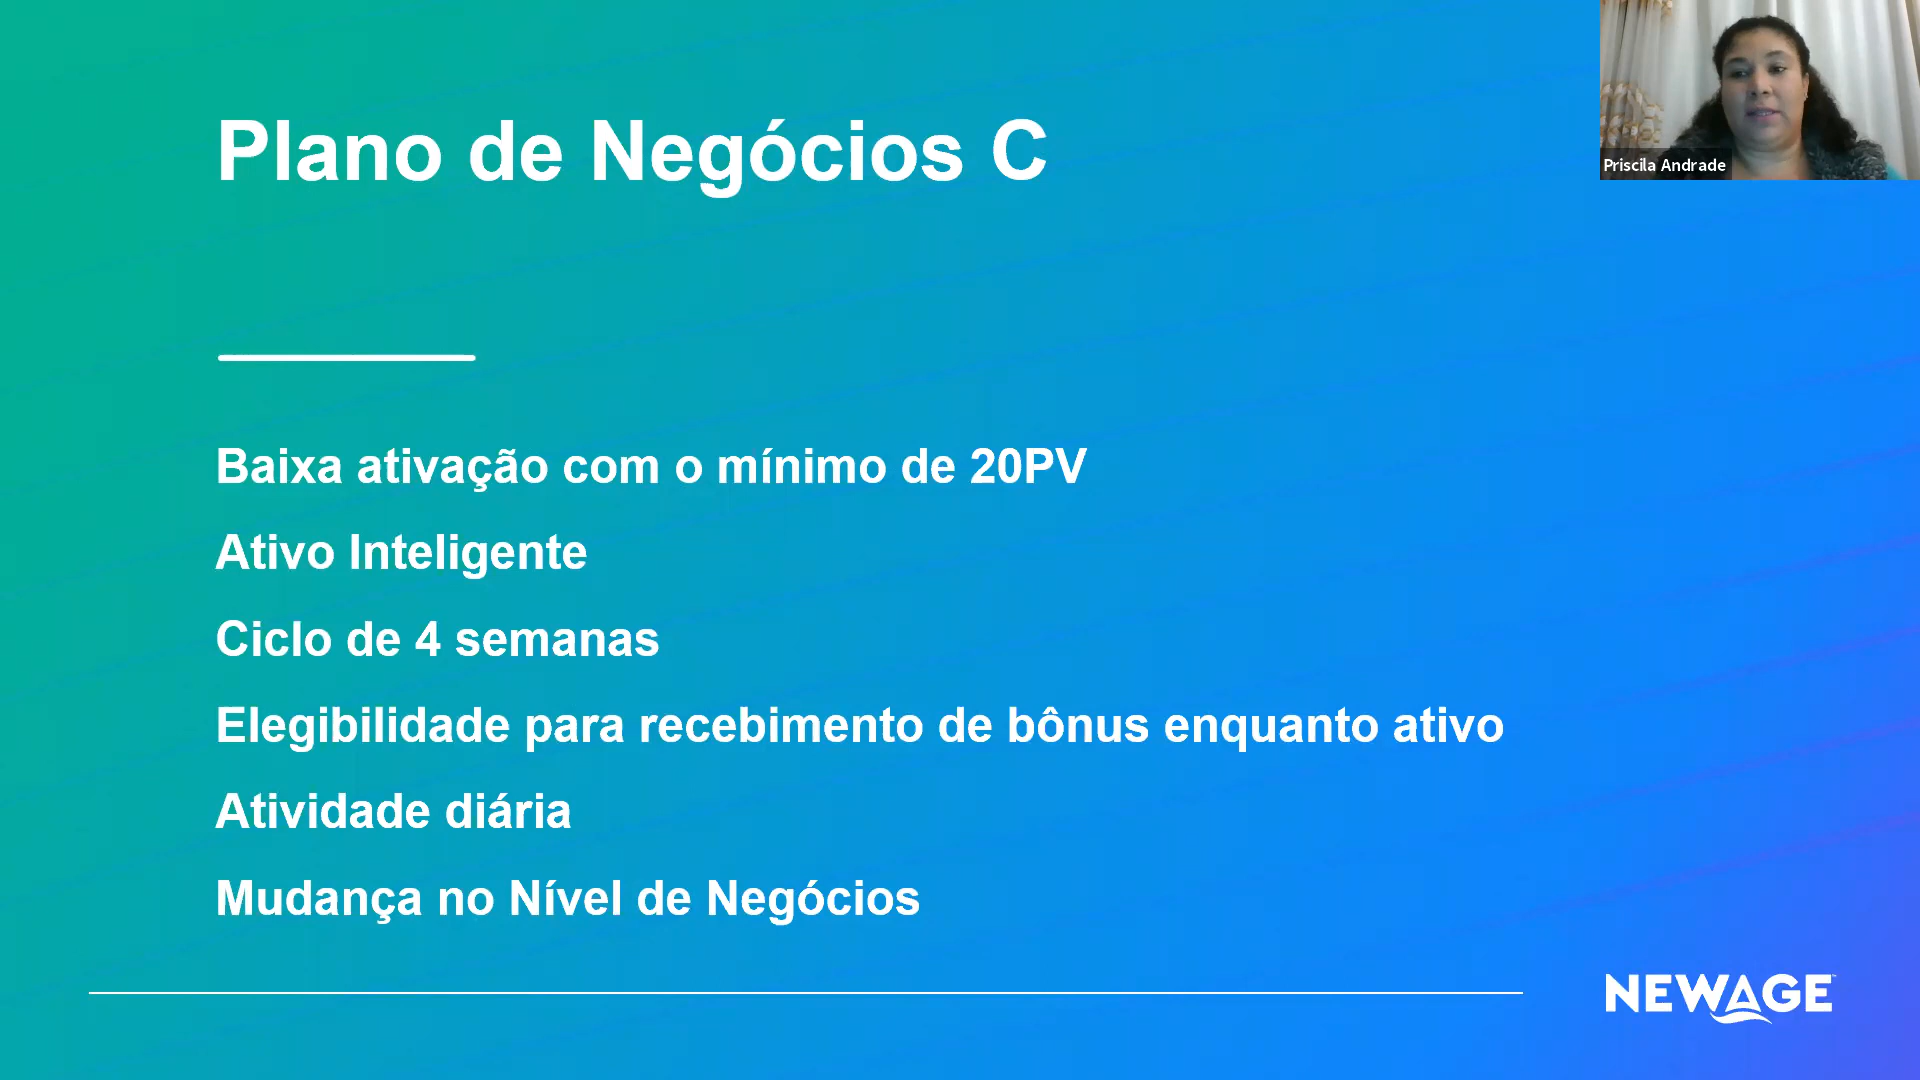 Plano de Negócios C
Priscila Andrade
Baixa ativação com o mínimo de 20PV
Ativo Inteligente
Ciclo de 4 semanas
Elegibilidade para recebimento de bônus enquanto ativo
Atividade diária
Mudança no Nível de Negócios
NEWAGE